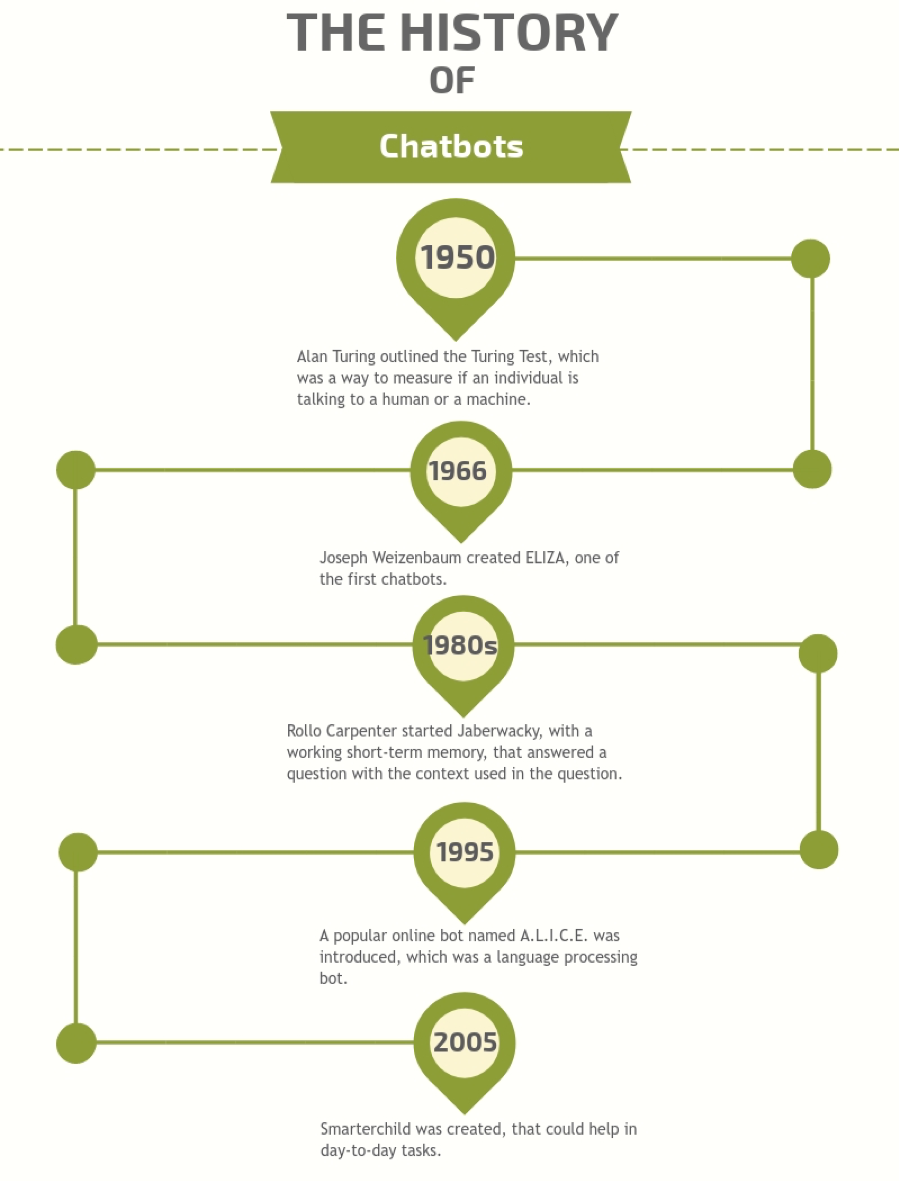 THE HISTORY
OF
Chatbots
1950
Alan Turing outlined the Turing Test, which
was a way to measure if an individual is
talking to a human or a machine.
1966
Joseph Weizenbaum created ELIZA, one of
the first chatbots.
1980s
Rollo Carpenter started Jaberwacky, with a
working short-term memory, that answered a
question with the context used in the question.
1995
A popular online bot named A.L.I.C.E. was
introduced, which was a language processing
bot.
2005
Smarterchild was created, that could help in
day-to-day tasks.